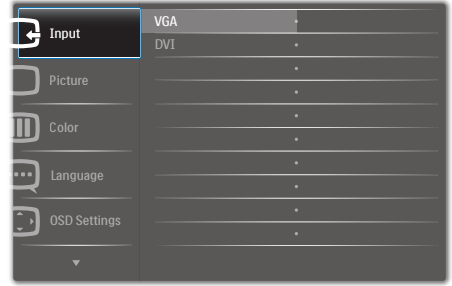 Input
VGA
DVI
Picture
Color
Language
OSD Settings